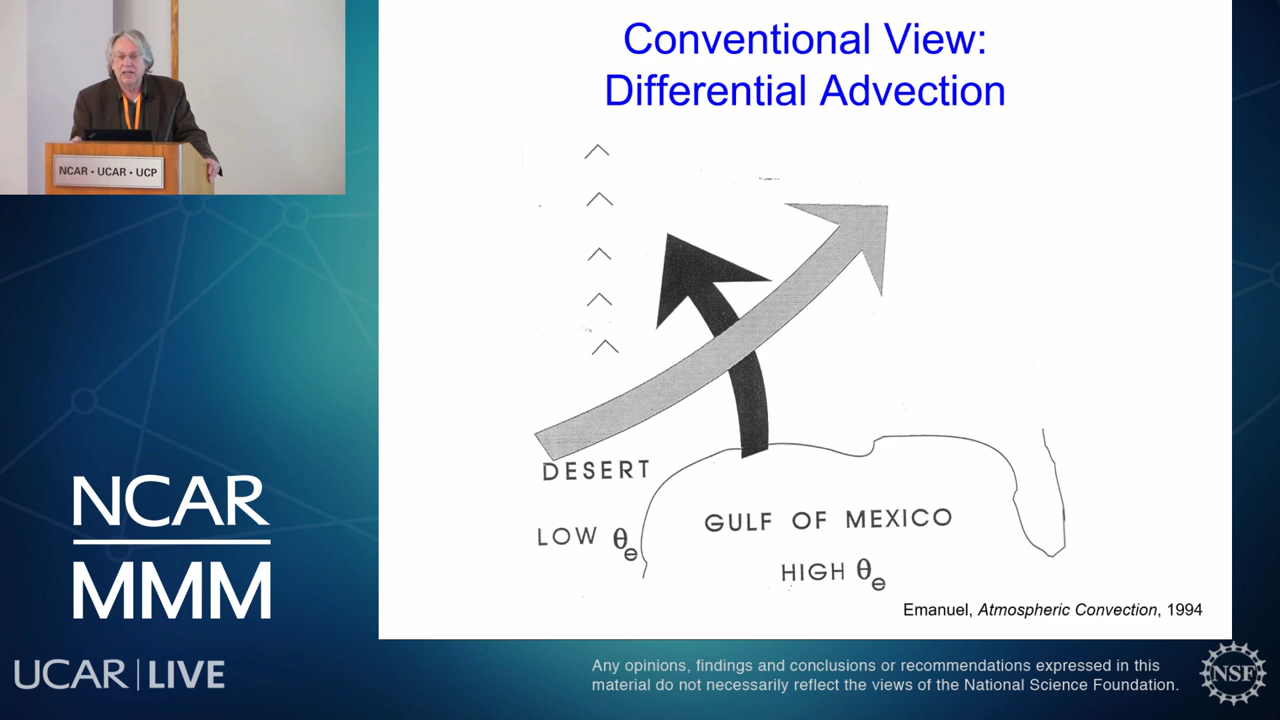 NCAR • UCAR • UCP
Conventional View:
Differential Advection
DESERT
LOW θe
GULF OF MEXICO
HIGH θe
Emanuel, Atmospheric Convection, 1994
NCAR
MMM
UCAR | LIVE
Any opinions, findings and conclusions or recommendations expressed in this
material do not necessarily reflect the views of the National Science Foundation.
NSF